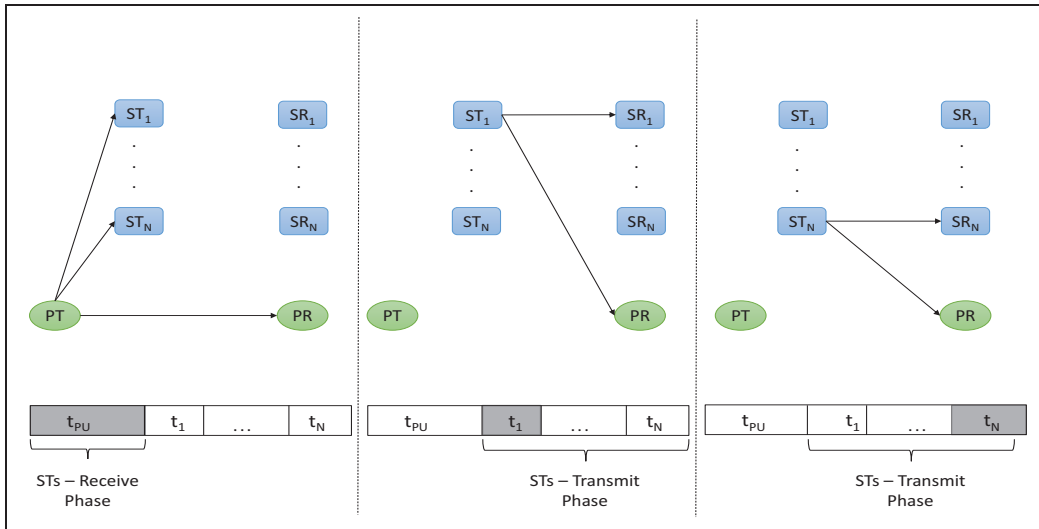 ST1 SR1 ST1 SR1 ST1 SR1
. . . . . .
. . . . . .
. . . . . .
STN SRN STN SRN STN SRN
PT PR PT PR PT PR
tPU t1 ... tN tPU t1 ... tN tPU t1 ... tN
STs – Receive
Phase
STs – Transmit
Phase
STs – Transmit
Phase